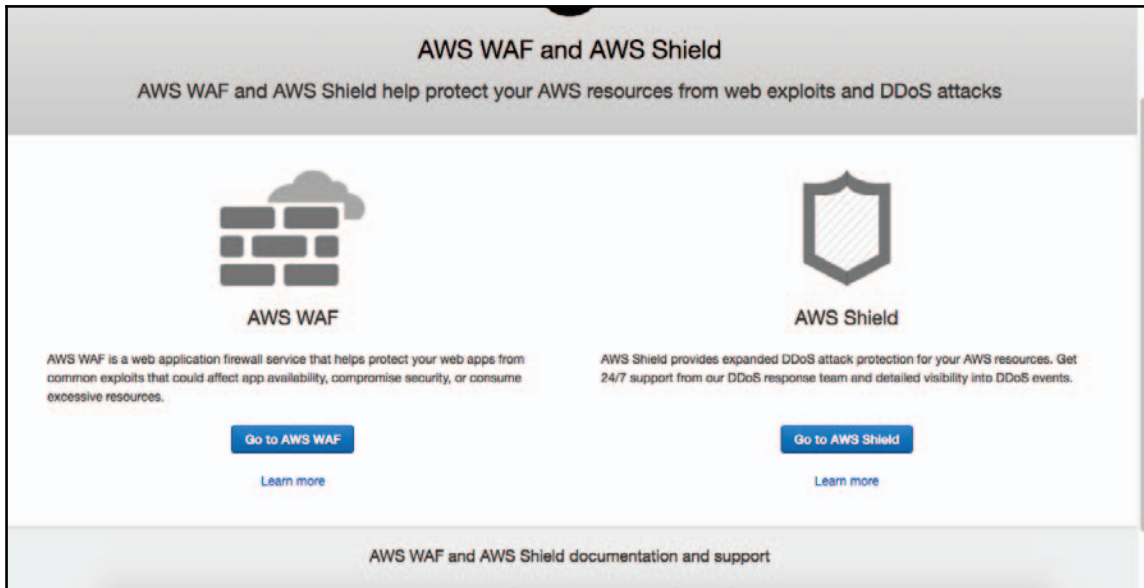 AWS WAF and AWS Shield
AWS WAF and AWS Shield help protect your AWS resources from web exploits and DDoS attacks
AWS WAF
AWS WAF is a web application firewall service that helps protect your web apps from
common exploits that could affect app availability, compromise security, or consume
excessive resources.
Go to AWS WAF
Learn more
AWS Shield
AWS Shield provides expanded DDoS attack protection for your AWS resources. Get
24/7 support from our DDoS response team and detailed visibility into DDoS events.
Go to AWS Shield
Learn more
AWS WAF and AWS Shield documentation and support